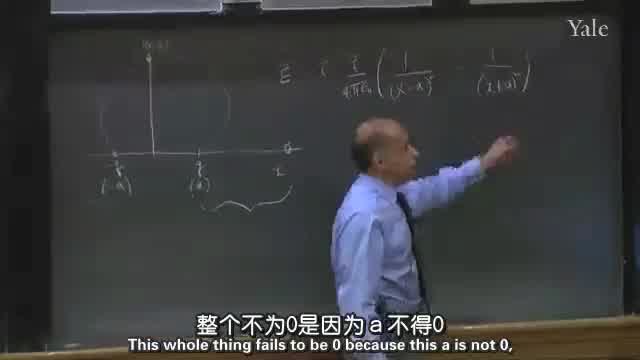 Yale
E i q/4πε₀ ( 1/(x-a)² - 1/(x+a)² )
(-a) (a) x
整个不为0是因为a不得0
This whole thing fails to be 0 because this a is not 0,